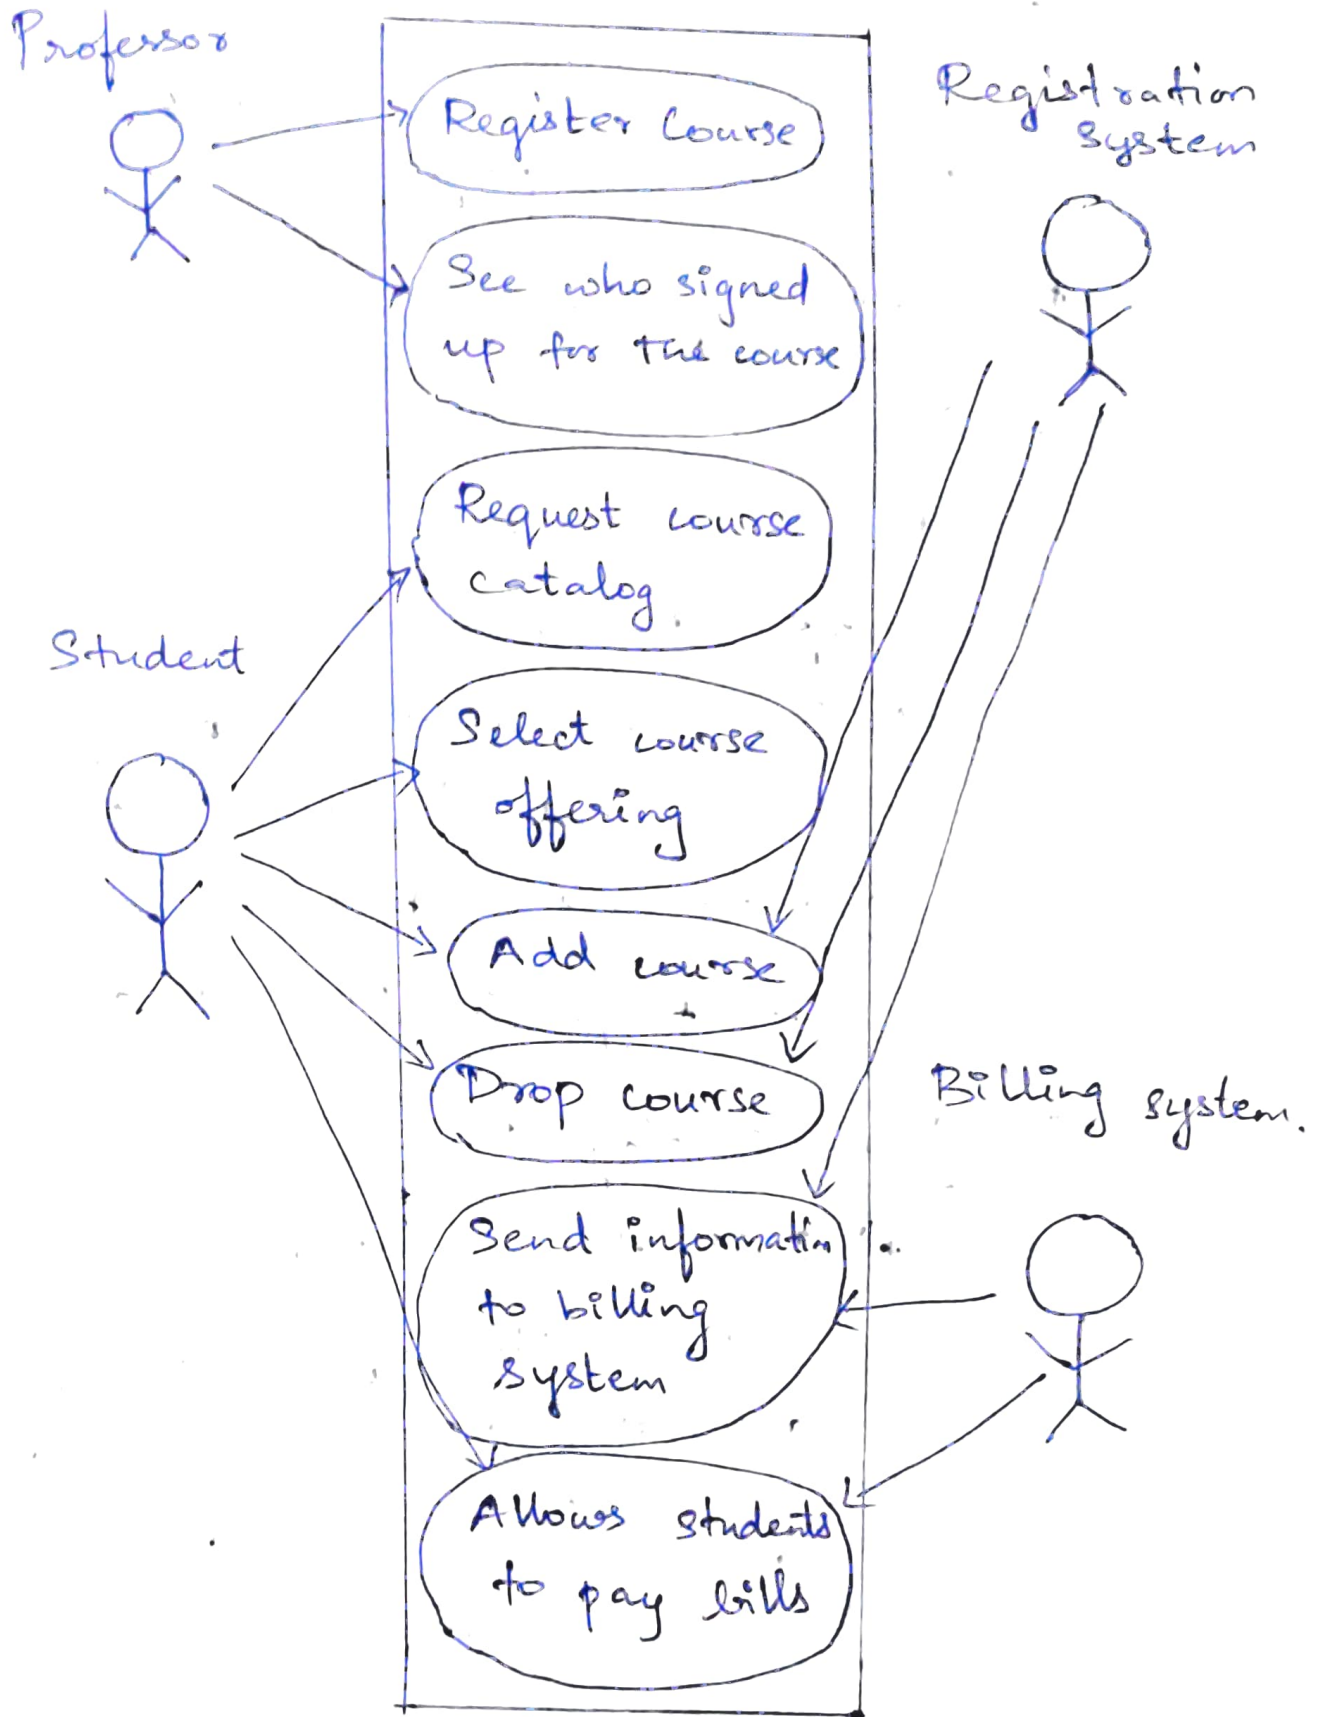 Professor
Register Course
Registration
system
See who signed
up for the course
Request course
catalog
Student
Select course
offering
Add course
Drop course
Billing system.
Send information
to billing
system
Allows students
to pay bills